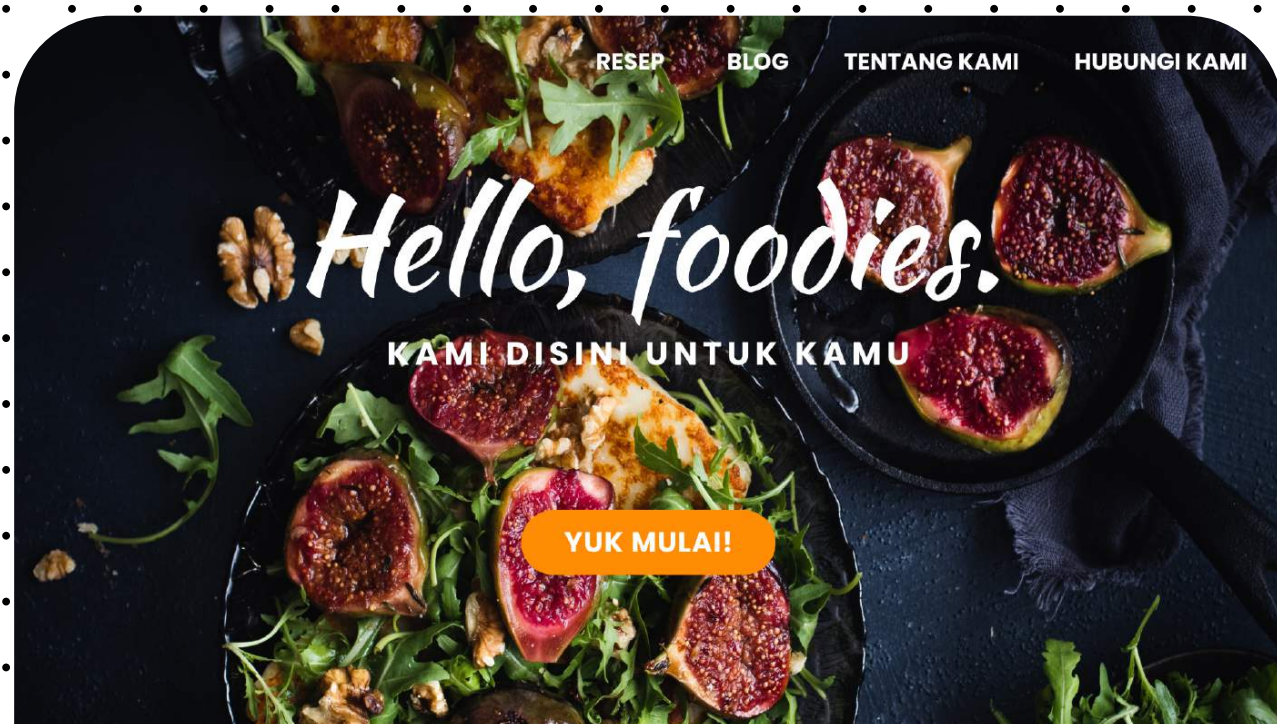 RESEP BLOG TENTANG KAMI HUBUNGI KAMI
Hello, foodies.
KAMI DISINI UNTUK KAMU
YUK MULAI!